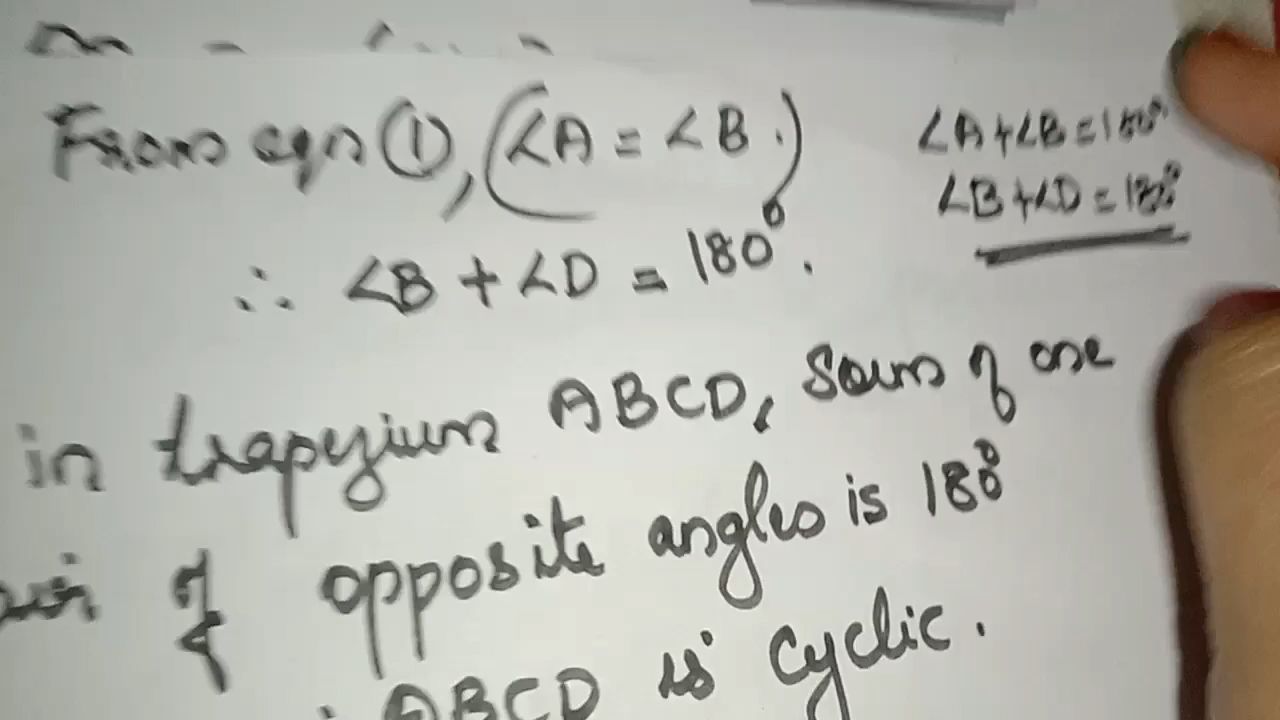 From eqn ①, (∠A = ∠B.)
∠A+∠B=180°
∠B+∠D=180°
∴ ∠B + ∠D = 180°.
in trapezium ABCD, Sum of one
of opposite angles is 180°
ABCD is cyclic.